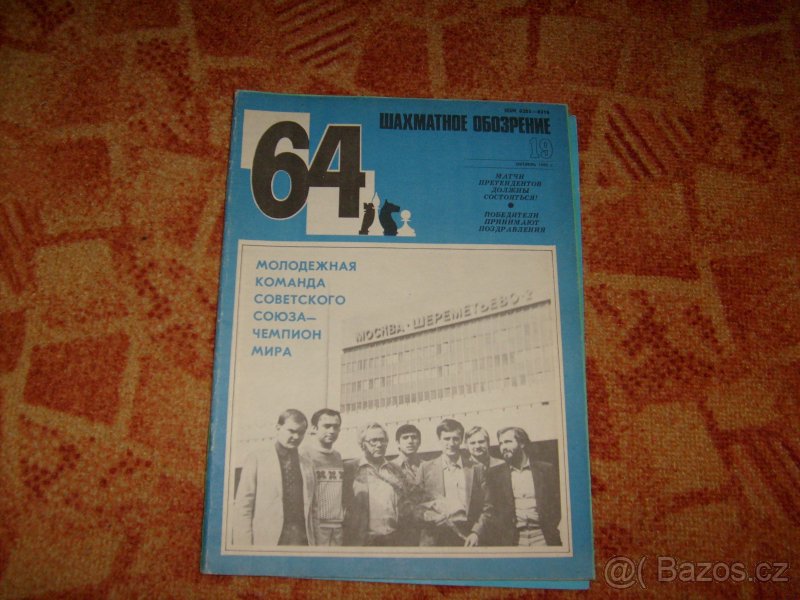 64
ШАХМАТНОЕ ОБОЗРЕНИЕ
19
МАТЧИ
ПРЕТЕНДЕНТОВ
ДОЛЖНЫ
СОСТОЯТЬСЯ!
ПОБЕДИТЕЛИ
ПРИНИМАЮТ
ПОЗДРАВЛЕНИЯ
МОЛОДЕЖНАЯ
КОМАНДА
СОВЕТСКОГО
СОЮЗА—
ЧЕМПИОН
МИРА
МОСКВА·ШЕРЕМЕТЬЕВО-2
@( Bazos.cz